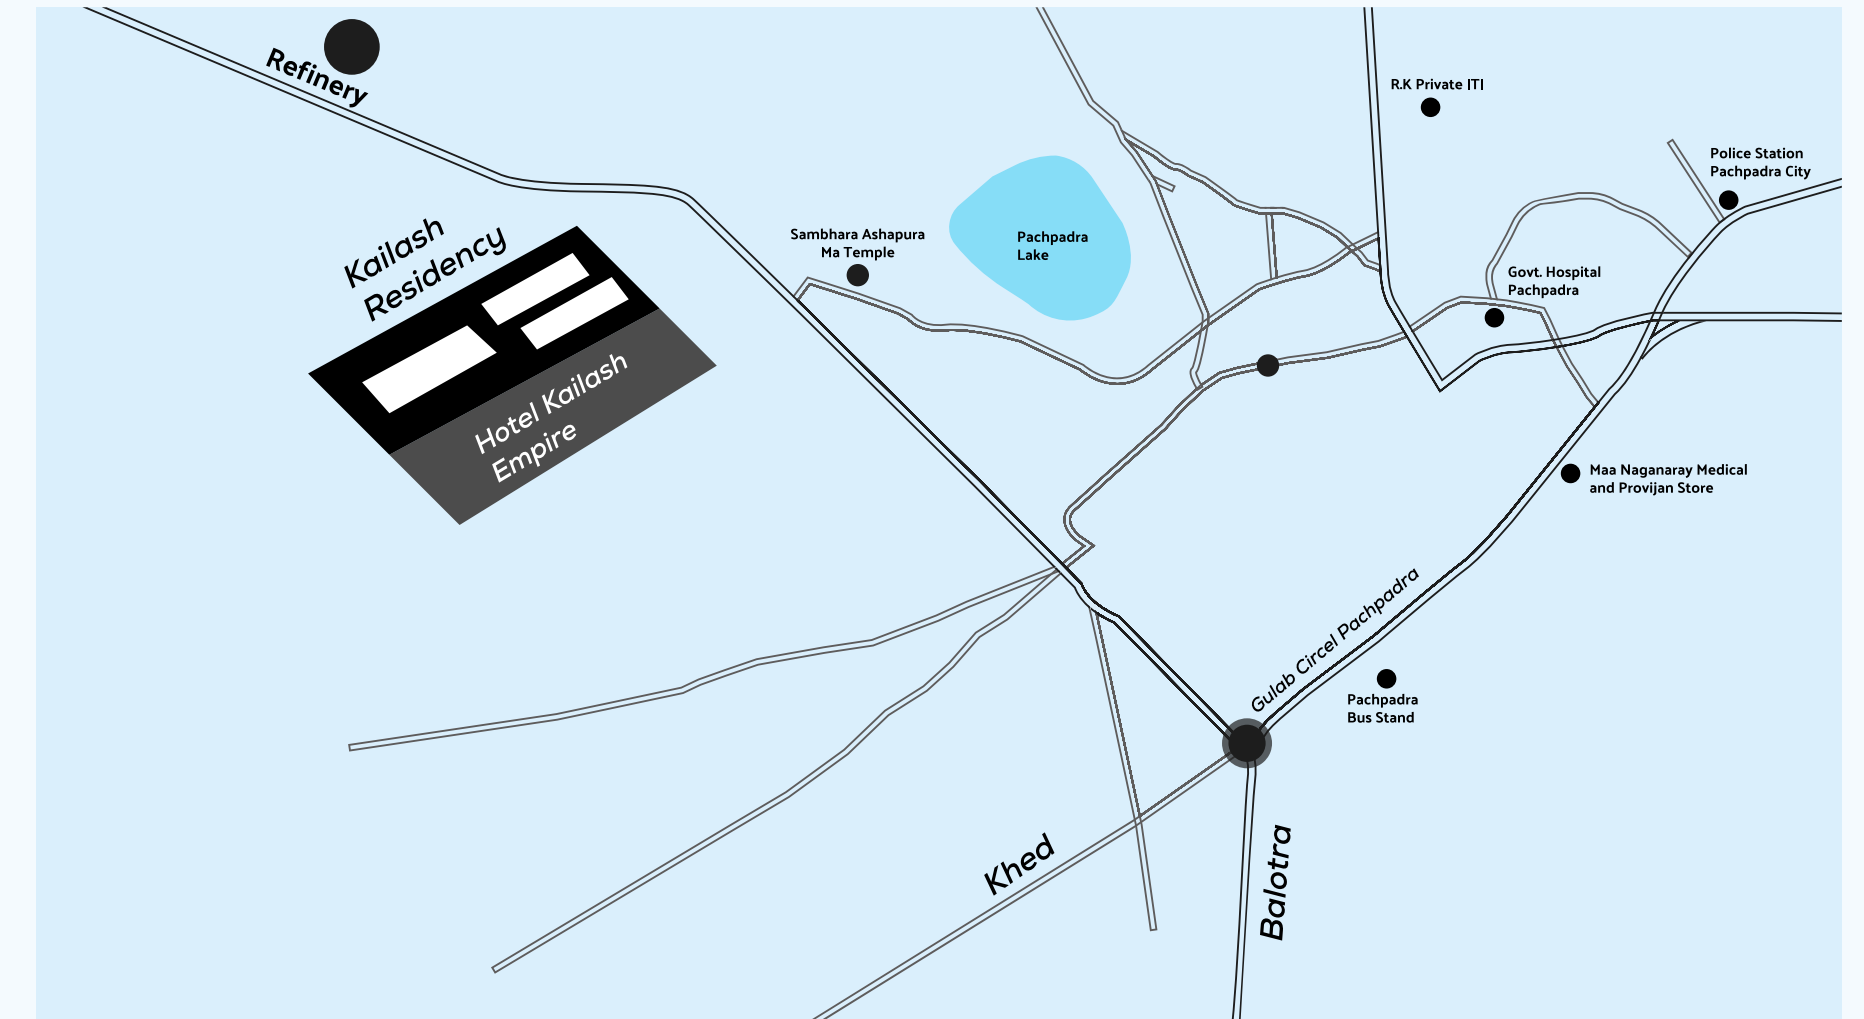 Refinery
R.K Private ITI
Police Station
Pachpadra City
Kailash
Residency
Sambhara Ashapura
Ma Temple
Pachpadra
Lake
Govt. Hospital
Pachpadra
Hotel Kailash
Empire
Maa Naganaray Medical
and Provijan Store
Gulab Circel Pachpadra
Pachpadra
Bus Stand
Khed
Balotra